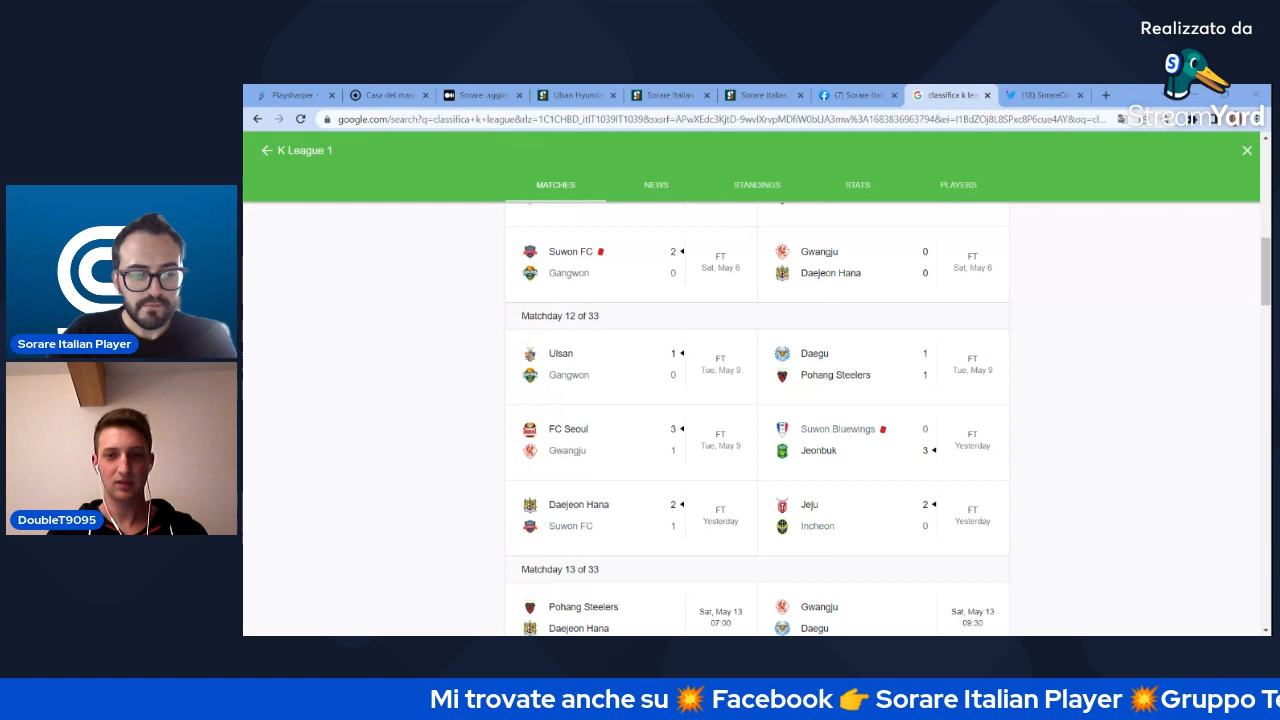 Realizzato da
StreamYard
Playsharper - Casa del man Sorare: aggio Ulsan Hyunda Sorare Italian Sorare Italian (7) Sorare Ital classifica k lea (18) SorareDa
K League 1
MATCHES NEWS STANDINGS STATS PLAYERS
Suwon FC 2
Gangwon 0
FT
Sat, May 6
Gwangju 0
Daejeon Hana 0
FT
Sat, May 6
Matchday 12 of 33
Ulsan 1
Gangwon 0
FT
Tue, May 9
Daegu 1
Pohang Steelers 1
FT
Tue, May 9
FC Seoul 3
Gwangju 1
FT
Tue, May 9
Suwon Bluewings 0
Jeonbuk 3
FT
Yesterday
Daejeon Hana 2
Suwon FC 1
FT
Yesterday
Jeju 2
Incheon 0
FT
Yesterday
Matchday 13 of 33
Pohang Steelers
Daejeon Hana
Sat, May 13
07:00
Gwangju
Daegu
Sat, May 13
09:30
Sorare Italian Player
DoubleT9095
Mi trovate anche su 💥 Facebook 👉 Sorare Italian Player 💥Gruppo Te